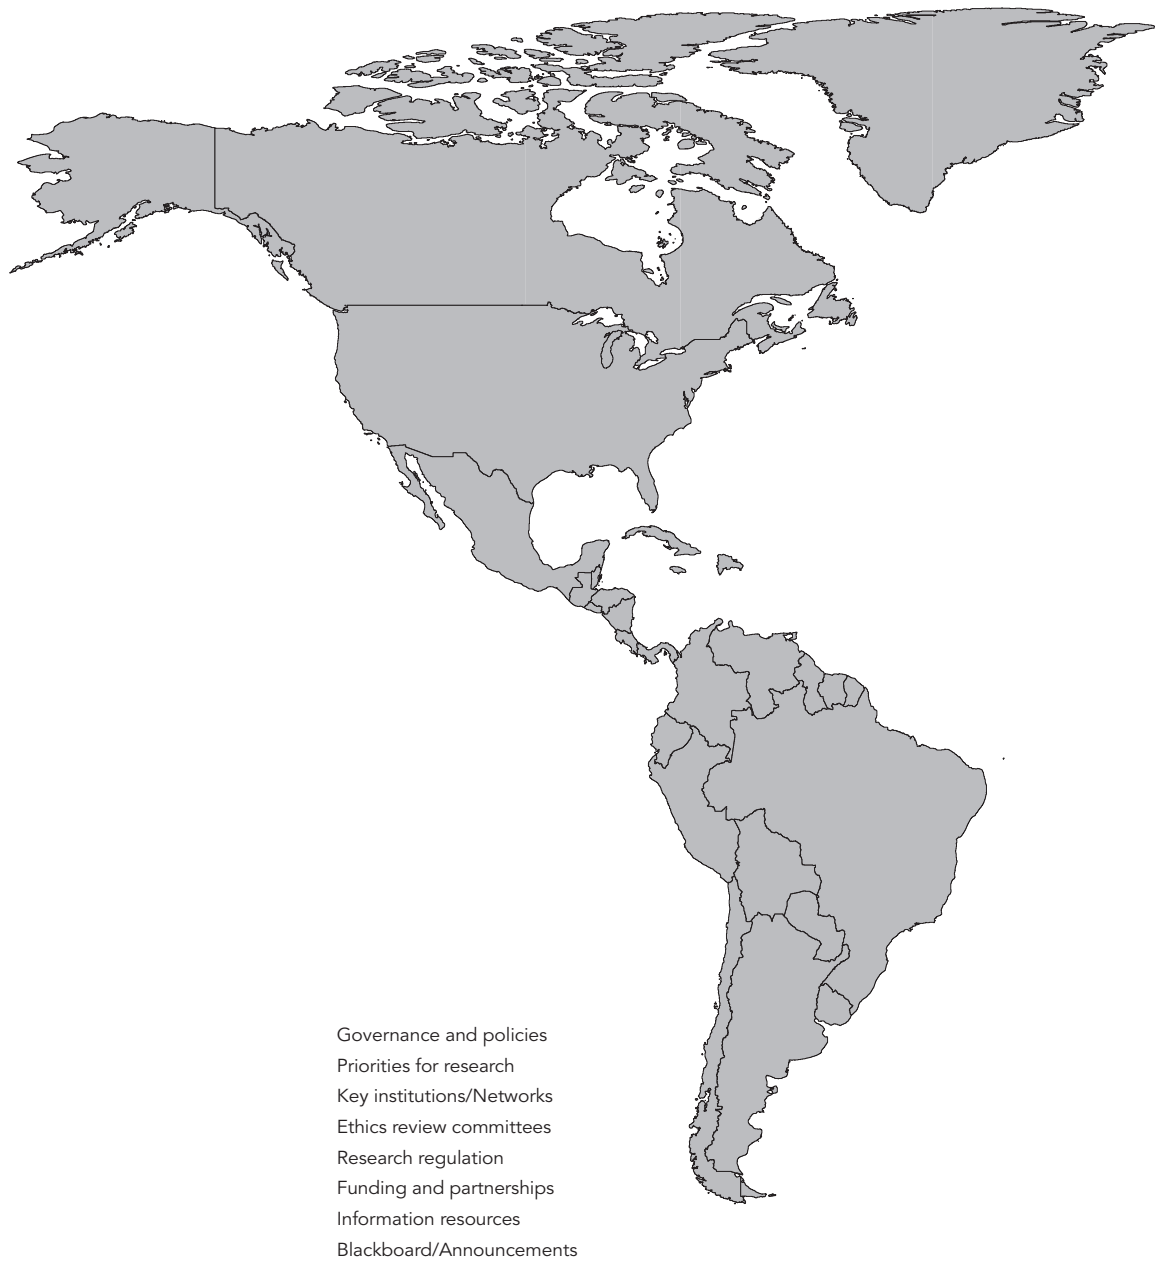 Governance and policies
Priorities for research
Key institutions/Networks
Ethics review committees
Research regulation
Funding and partnerships
Information resources
Blackboard/Announcements